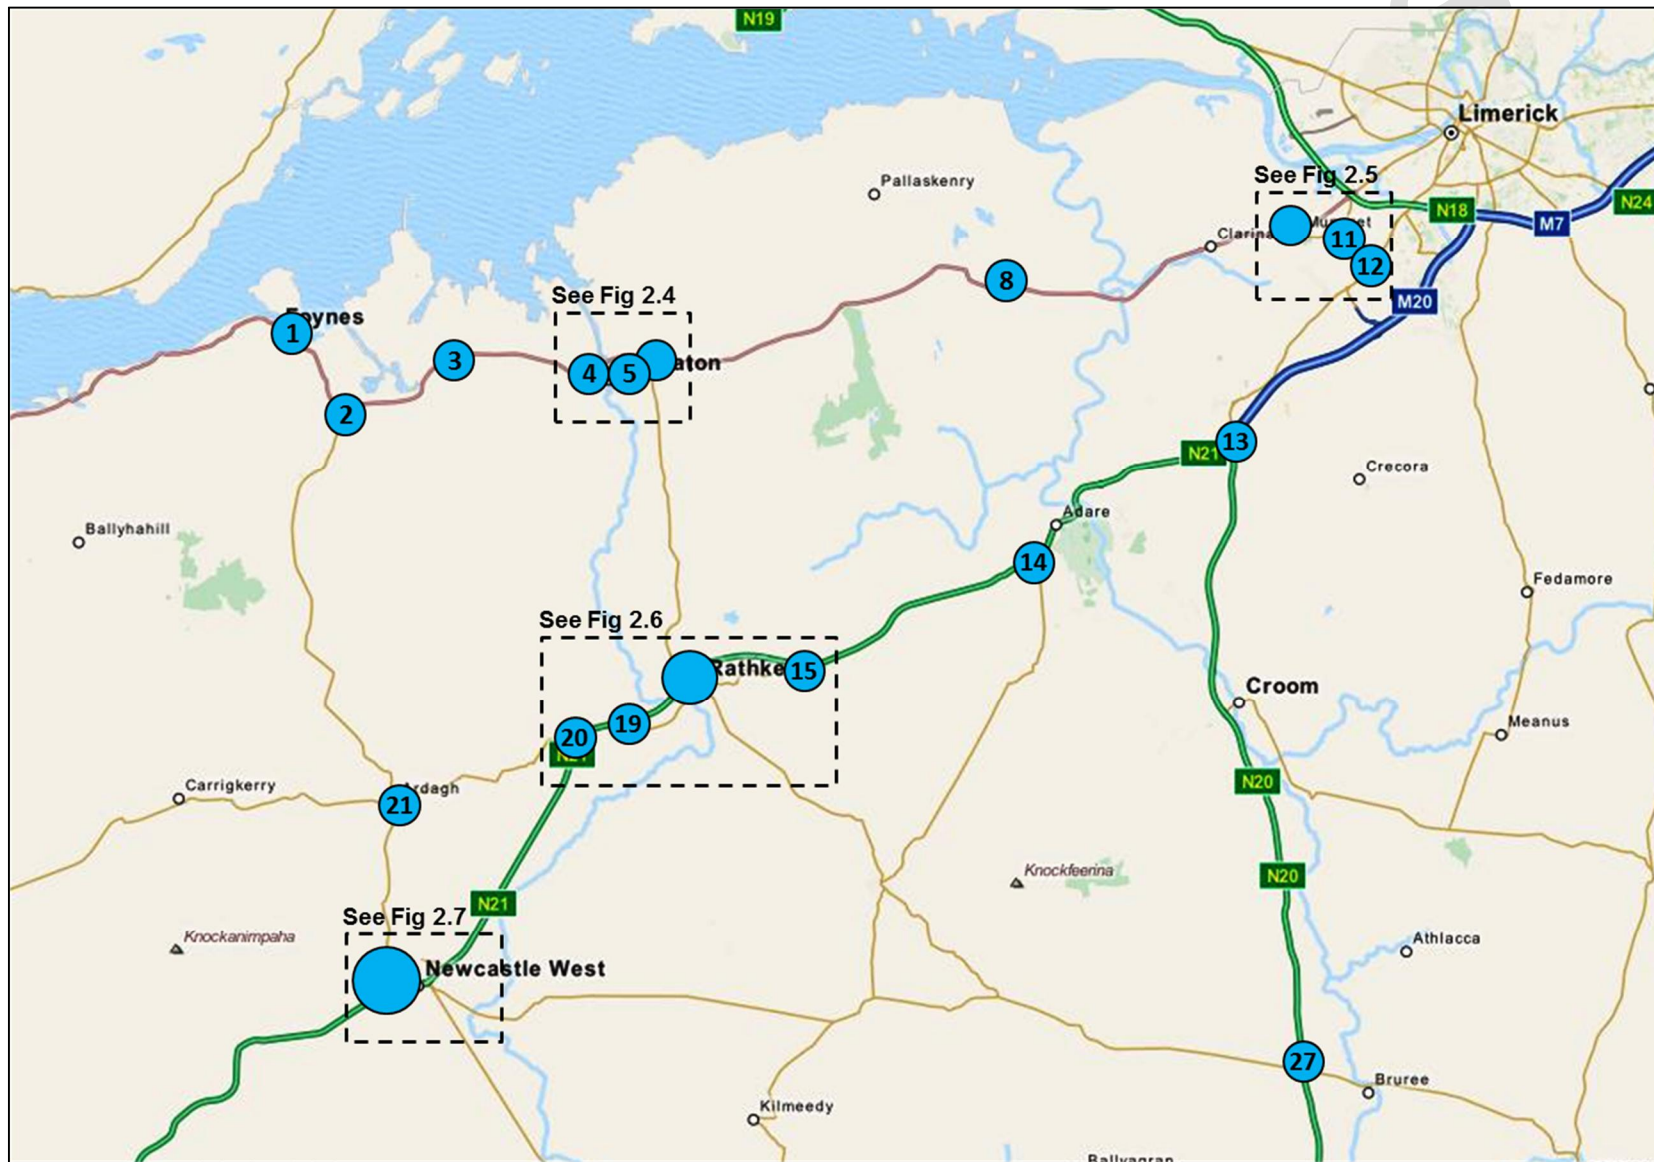 N19
Limerick
See Fig 2.5
Pallaskenry
N24
N18
M7
Clarina
11
12
8
See Fig 2.4
M20
Foynes
1
3
4
5
2
N21
13
Crecora
Adare
Ballyhahill
14
Fedamore
See Fig 2.6
15
Croom
19
Meanus
20
N21
N20
Carrigkerry
21
Knockfeerina
N20
N21
See Fig 2.7
Knockanimpaha
Athlacca
Newcastle West
27
Bruree
Kilmeedy